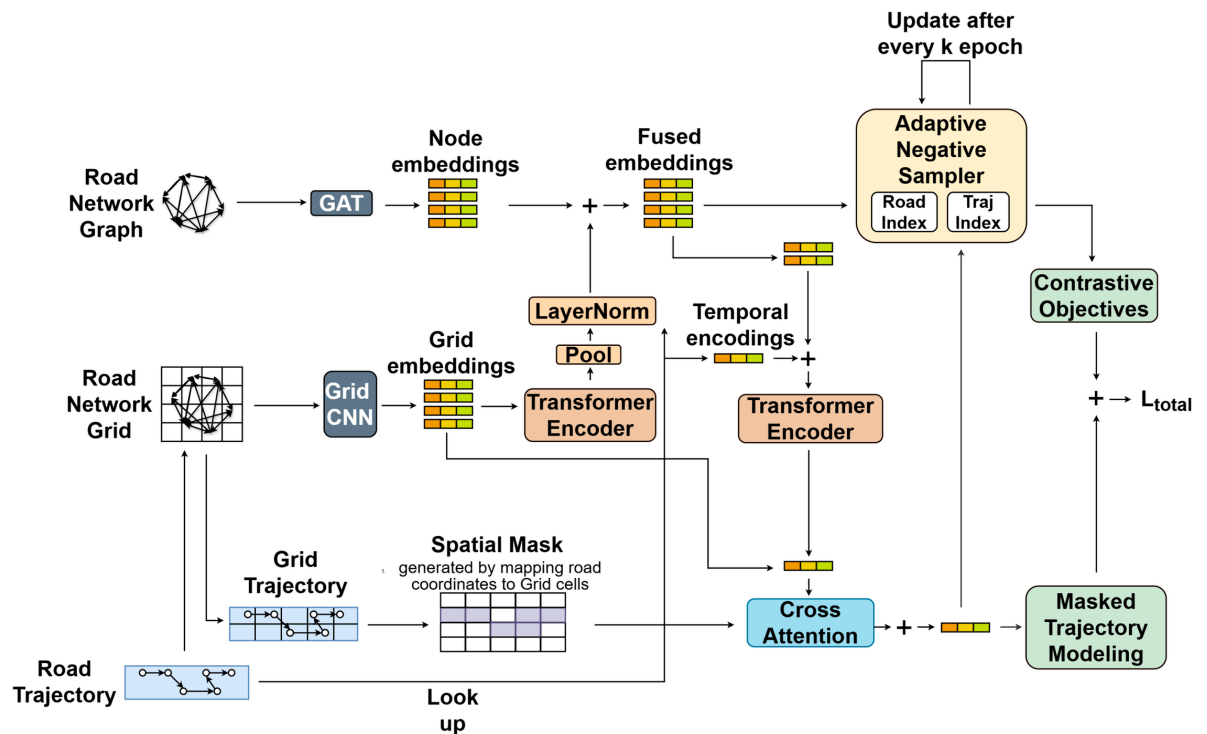 Update after
every k epoch
Adaptive
Negative
Sampler
Road
Index
Traj
Index
Node
embeddings
Fused
embeddings
Road
Network
Graph
GAT
+
Contrastive
Objectives
LayerNorm
Pool
Temporal
encodings
+
Grid
embeddings
Road
Network
Grid
Grid
CNN
Transformer
Encoder
Transformer
Encoder
+
L_total
Spatial Mask
generated by mapping road
coordinates to Grid cells
Grid
Trajectory
Cross
Attention
+
Masked
Trajectory
Modeling
Road
Trajectory
Look
up